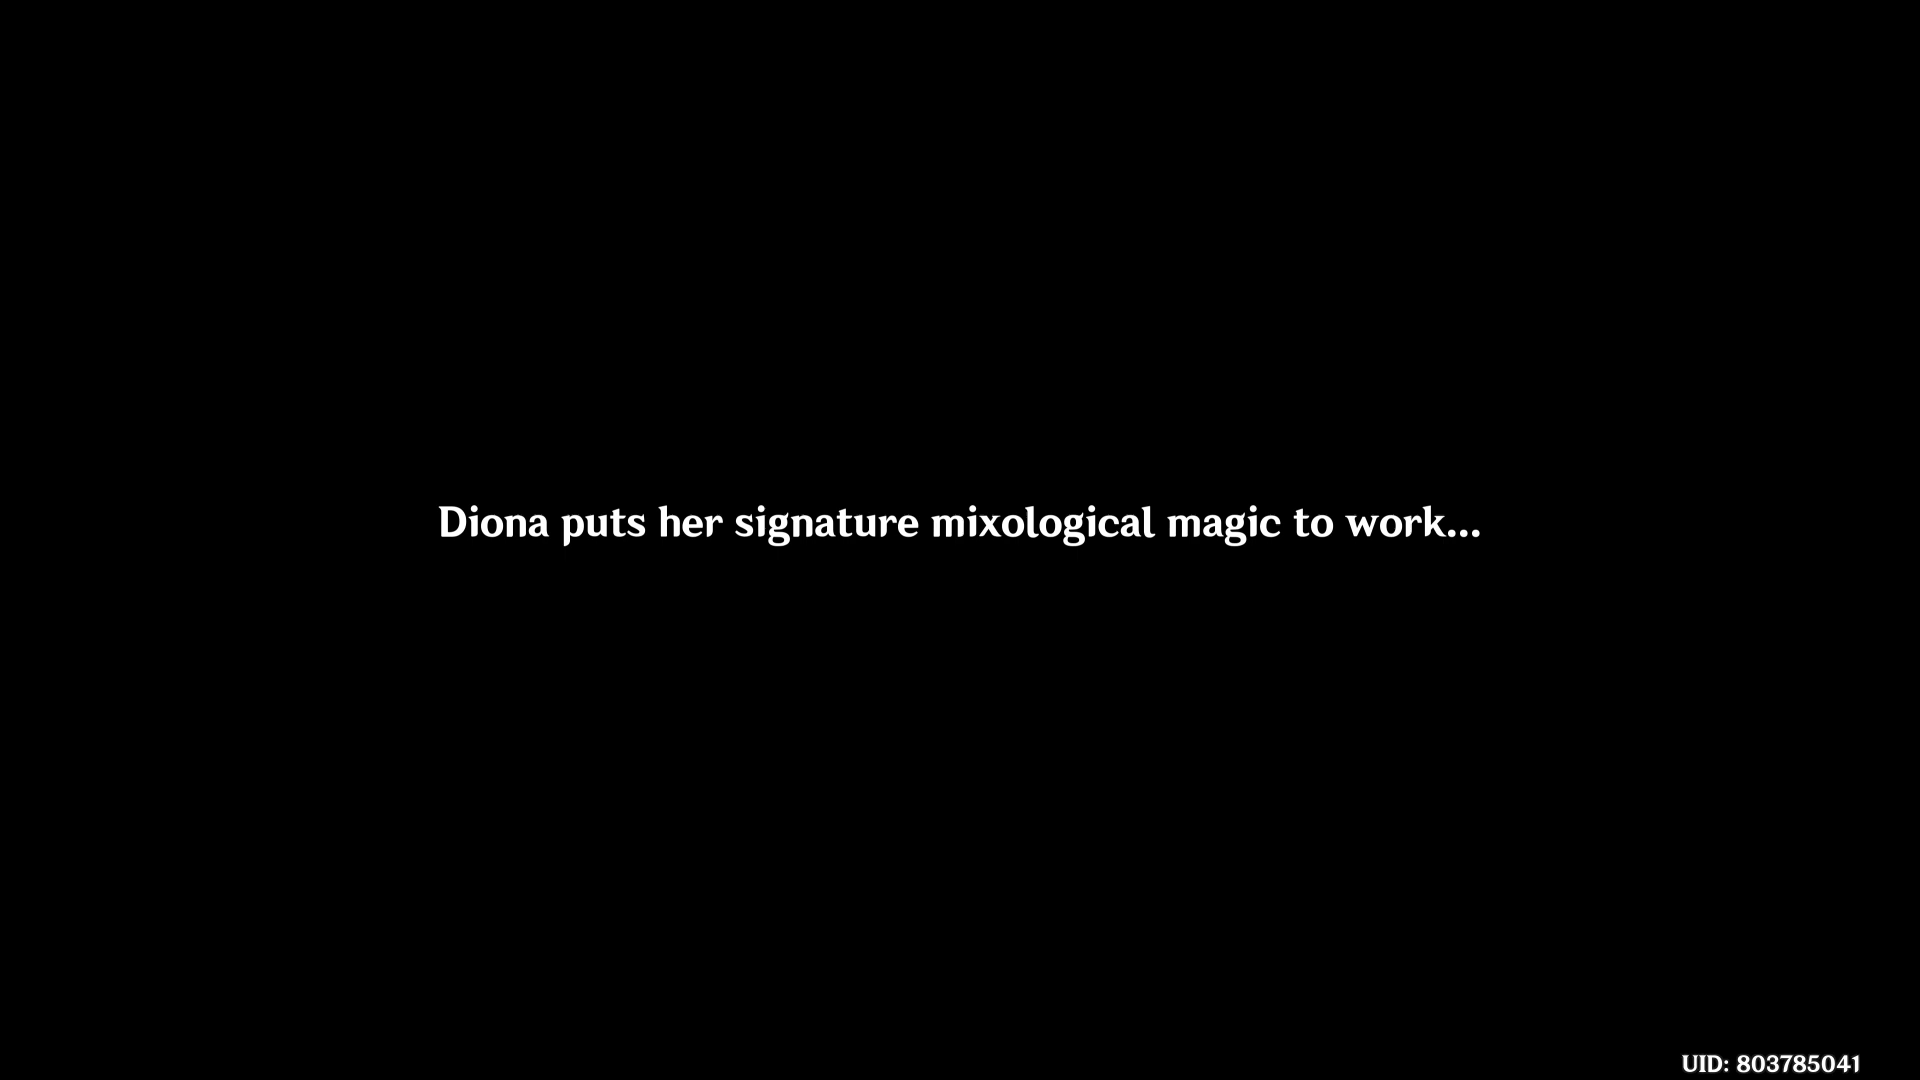 Diona puts her signature mixological magic to work...
UID: 803785041